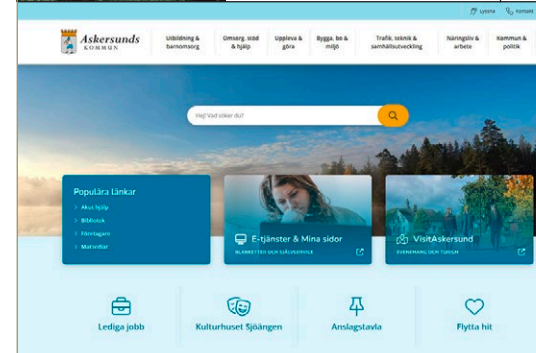 Lyssna Kontakt
Askersunds
KOMMUN
Utbildning &
barnomsorg
Omsorg, stöd
& hjälp
Uppleva &
göra
Bygga, bo &
miljö
Trafik, teknik &
samhällsutveckling
Näringsliv &
arbete
Kommun &
politik
Hej! Vad söker du?
Populära länkar
Akut hjälp
Bibliotek
Företagare
Matsedlar
E-tjänster & Mina sidor
BLANKETTER OCH SJÄLVSERVICE
VisitAskersund
EVENEMANG OCH TURISM
Lediga jobb
Kulturhuset Sjöängen
Anslagstavla
Flytta hit